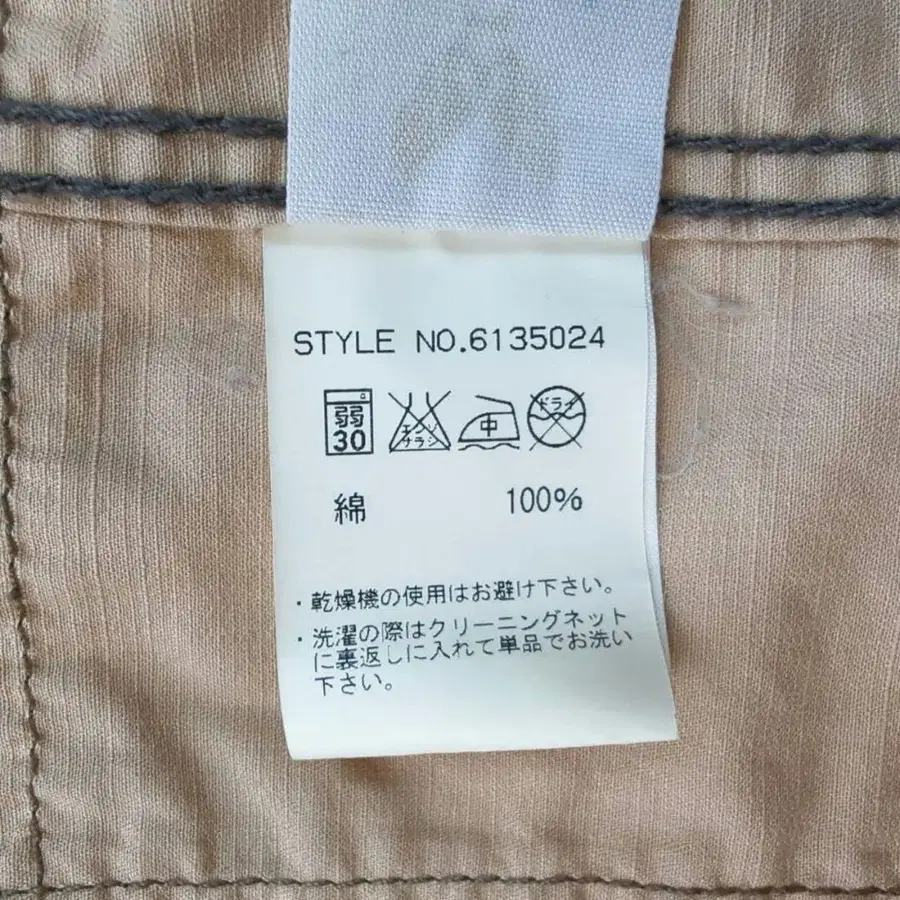 STYLE NO.6135024
弱 エンソ 中 ドライ
30 サラシ
綿 100%
・乾燥機の使用はお避け下さい。
・洗濯の際はクリーニングネット
に裏返しに入れて単品でお洗い
下さい。